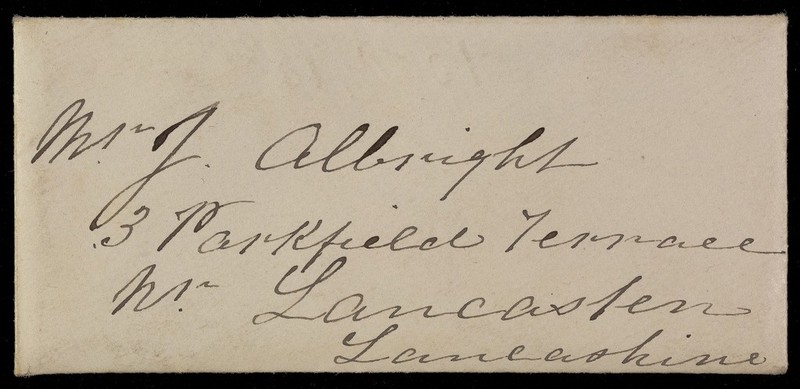 Mr. J. Albright
3 Parkfield Terrace
Nr. Lancaster
Lancashire